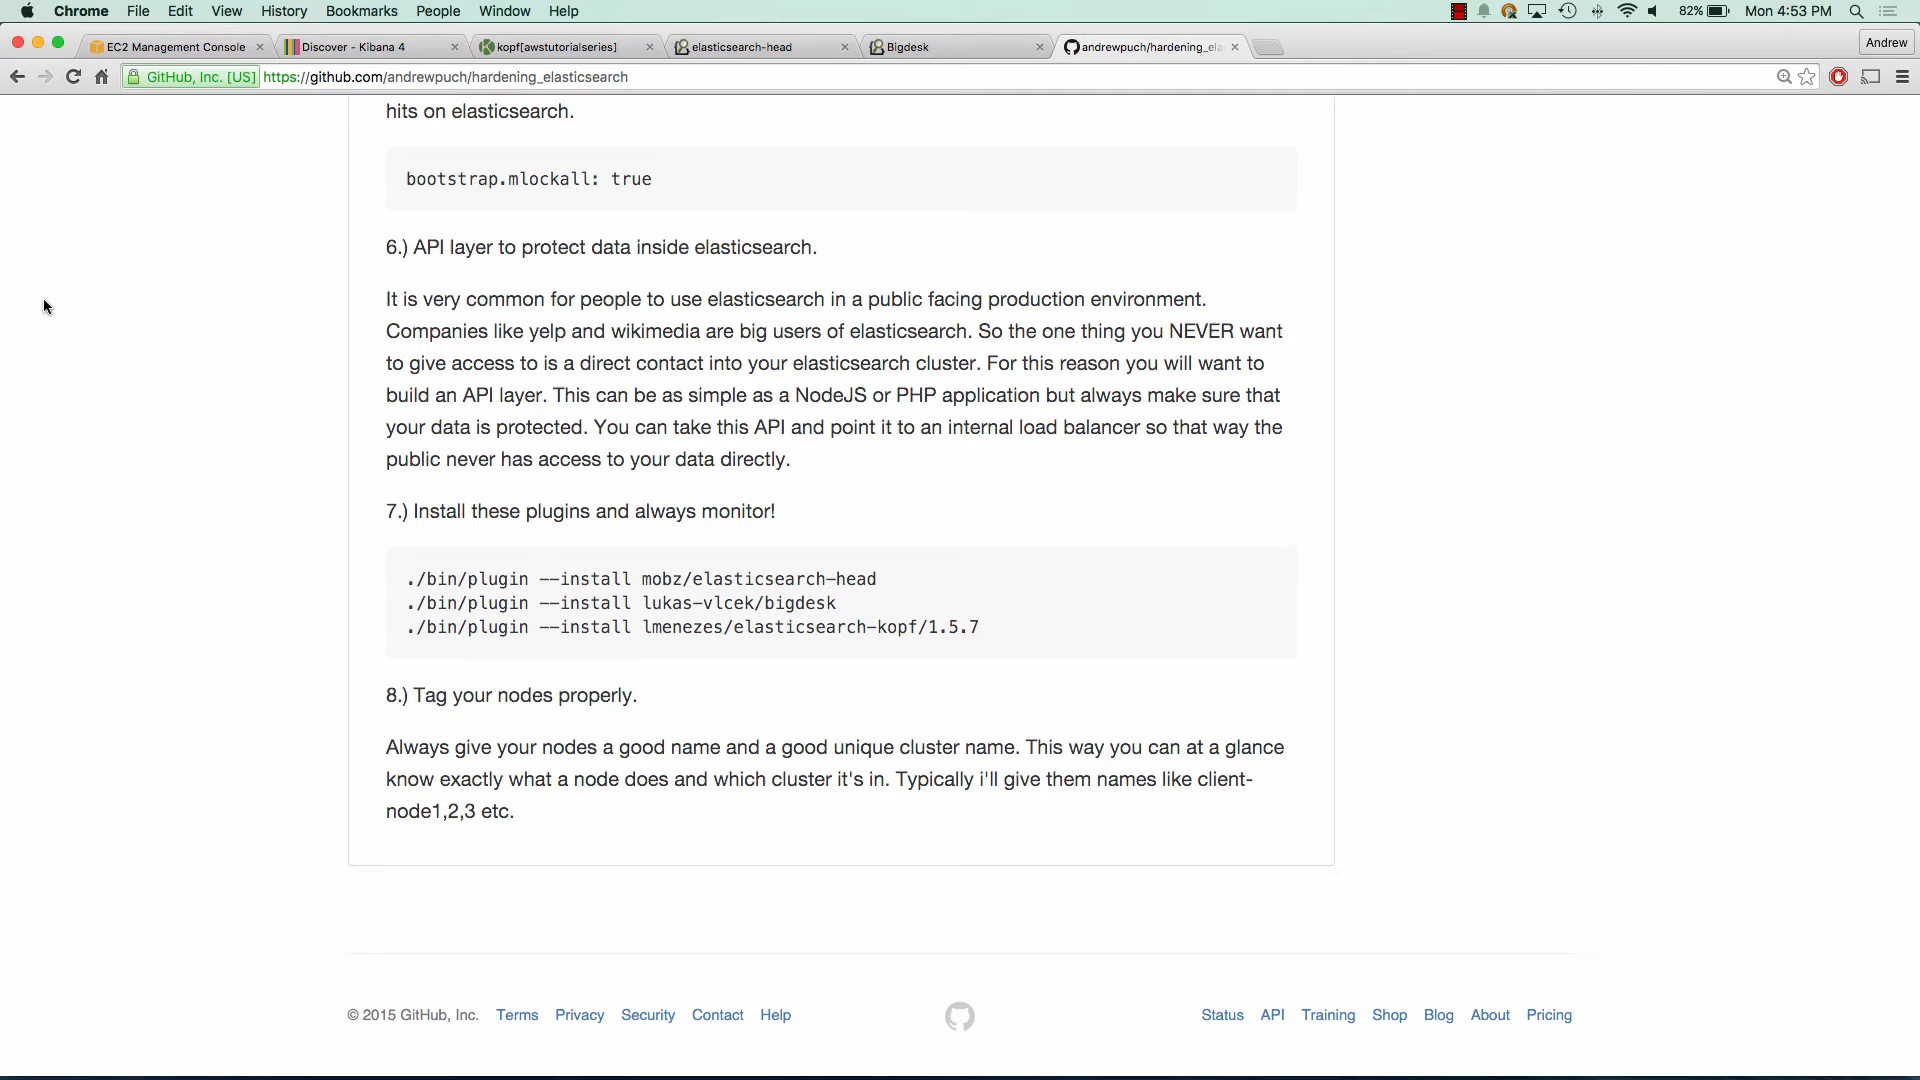 Chrome File Edit View History Bookmarks People Window Help 82% Mon 4:53 PM
EC2 Management Console Discover - Kibana 4 kopf[awstutorialseries] elasticsearch-head Bigdesk andrewpuch/hardening_ela Andrew
GitHub, Inc. [US] https://github.com/andrewpuch/hardening_elasticsearch
hits on elasticsearch.
bootstrap.mlockall: true
6.) API layer to protect data inside elasticsearch.
It is very common for people to use elasticsearch in a public facing production environment.
Companies like yelp and wikimedia are big users of elasticsearch. So the one thing you NEVER want
to give access to is a direct contact into your elasticsearch cluster. For this reason you will want to
build an API layer. This can be as simple as a NodeJS or PHP application but always make sure that
your data is protected. You can take this API and point it to an internal load balancer so that way the
public never has access to your data directly.
7.) Install these plugins and always monitor!
./bin/plugin --install mobz/elasticsearch-head
./bin/plugin --install lukas-vlcek/bigdesk
./bin/plugin --install lmenezes/elasticsearch-kopf/1.5.7
8.) Tag your nodes properly.
Always give your nodes a good name and a good unique cluster name. This way you can at a glance
know exactly what a node does and which cluster it's in. Typically i'll give them names like client-
node1,2,3 etc.
© 2015 GitHub, Inc. Terms Privacy Security Contact Help Status API Training Shop Blog About Pricing